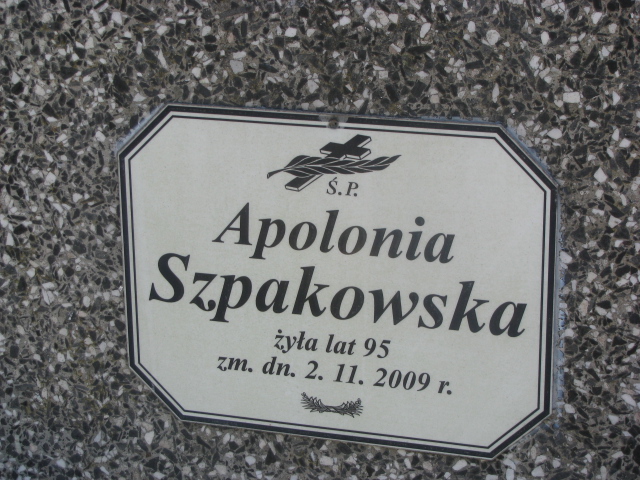 Ś.P.
Apolonia
Szpakowska
żyła lat 95
zm. dn. 2. 11. 2009 r.